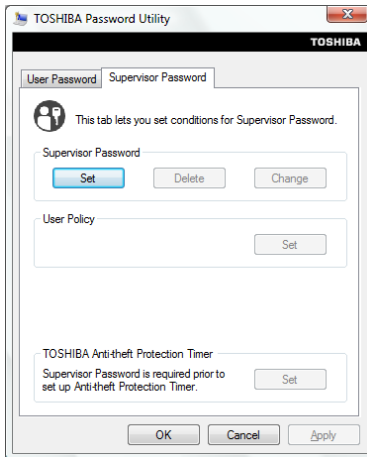 TOSHIBA Password Utility
TOSHIBA
User Password Supervisor Password
This tab lets you set conditions for Supervisor Password.
Supervisor Password
Set Delete Change
User Policy
Set
TOSHIBA Anti-theft Protection Timer
Supervisor Password is required prior to
set up Anti-theft Protection Timer.
Set
OK Cancel Apply